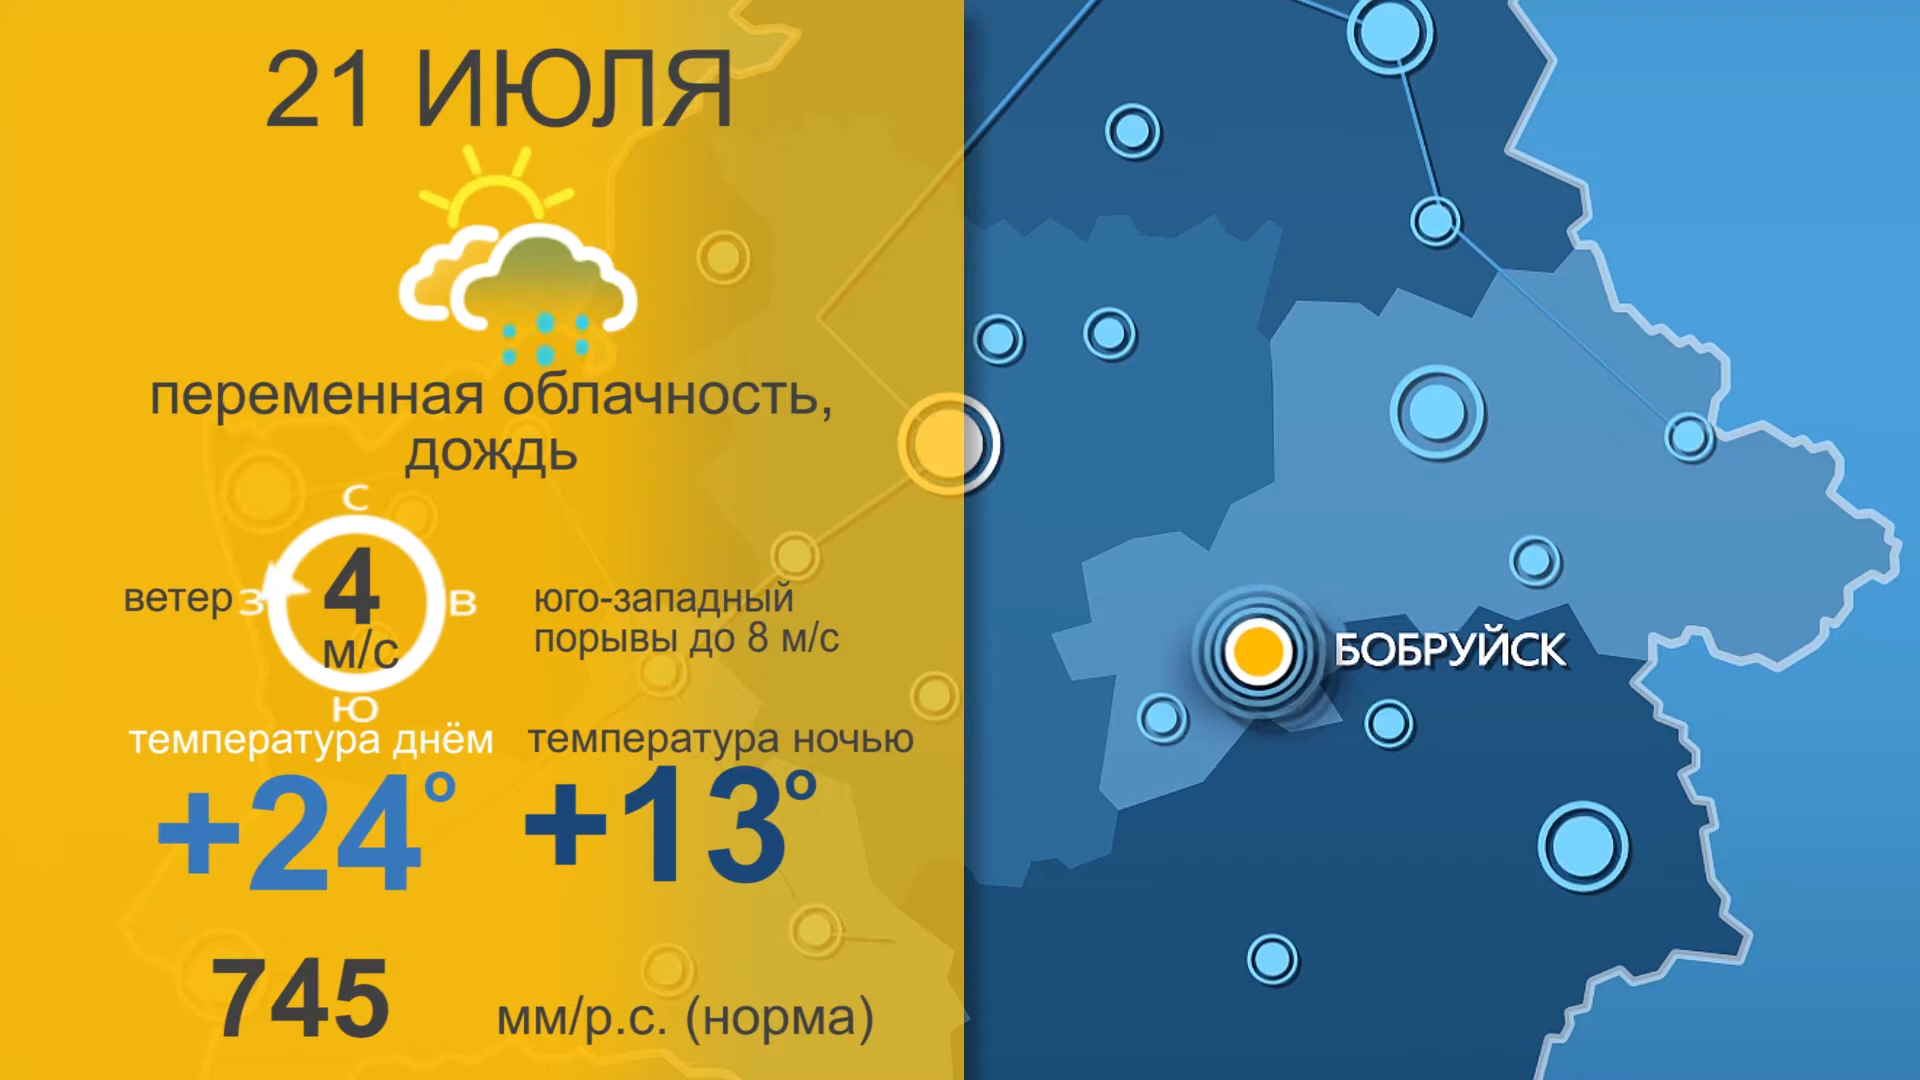 21 ИЮЛЯ
переменная облачность,
дождь
С
ветер З 4 В
м/с
Ю
юго-западный
порывы до 8 м/с
БОБРУЙСК
температура днём температура ночью
+24° +13°
745 мм/р.с. (норма)